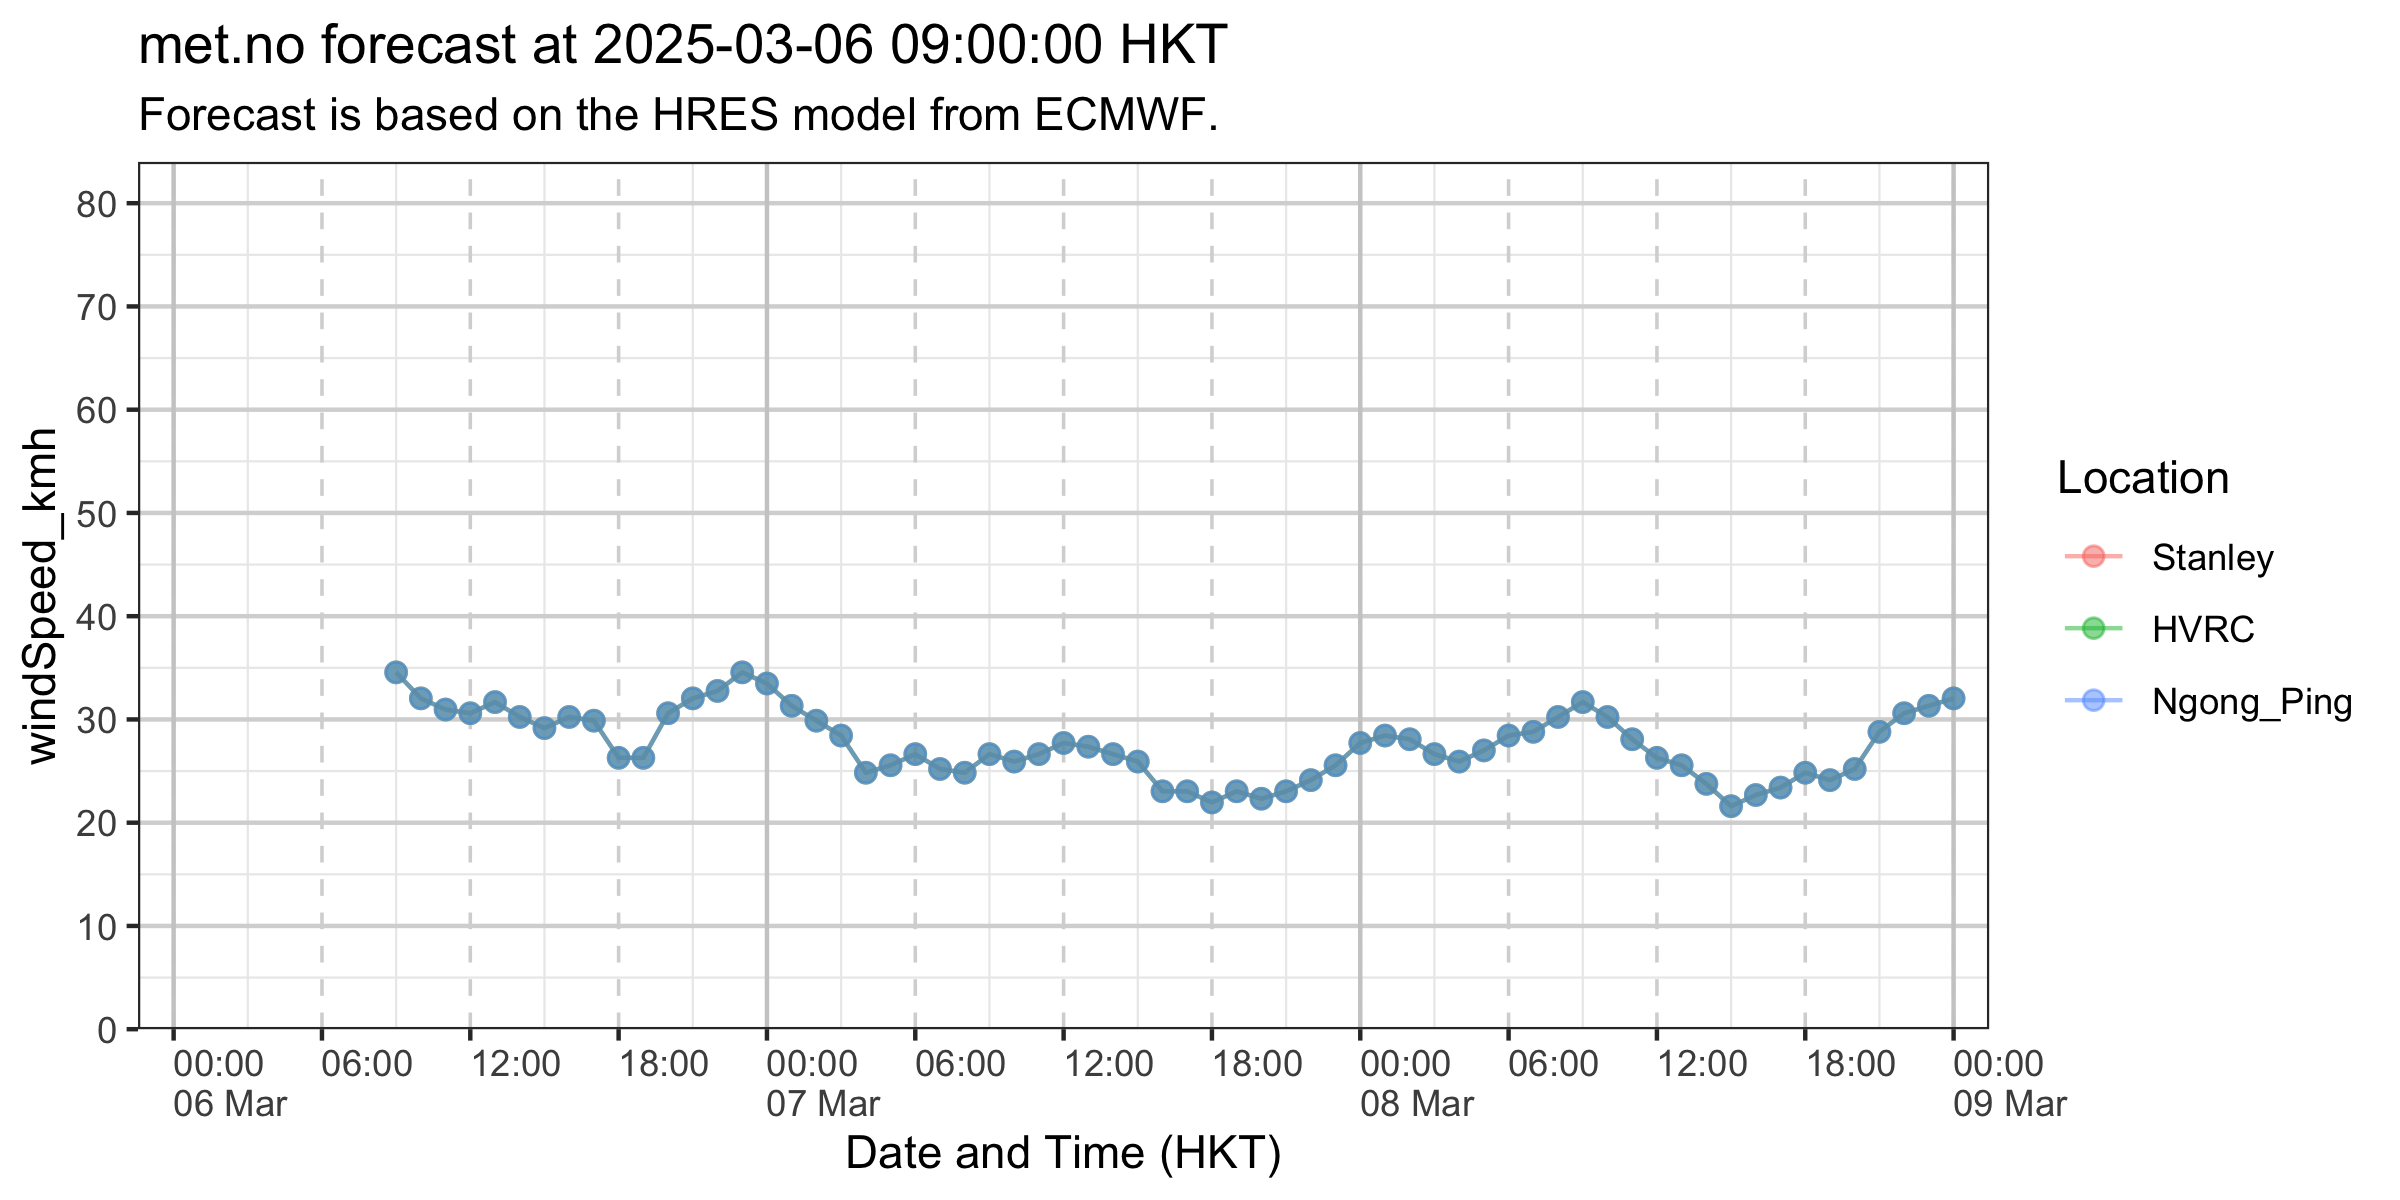 met.no forecast at 2025-03-06 09:00:00 HKT
Forecast is based on the HRES model from ECMWF.
windSpeed_kmh
80
70
60
50
40
30
20
10
0
00:00 06:00 12:00 18:00 00:00 06:00 12:00 18:00 00:00 06:00 12:00 18:00 00:00
06 Mar 07 Mar 08 Mar 09 Mar
Date and Time (HKT)
Location
Stanley
HVRC
Ngong_Ping